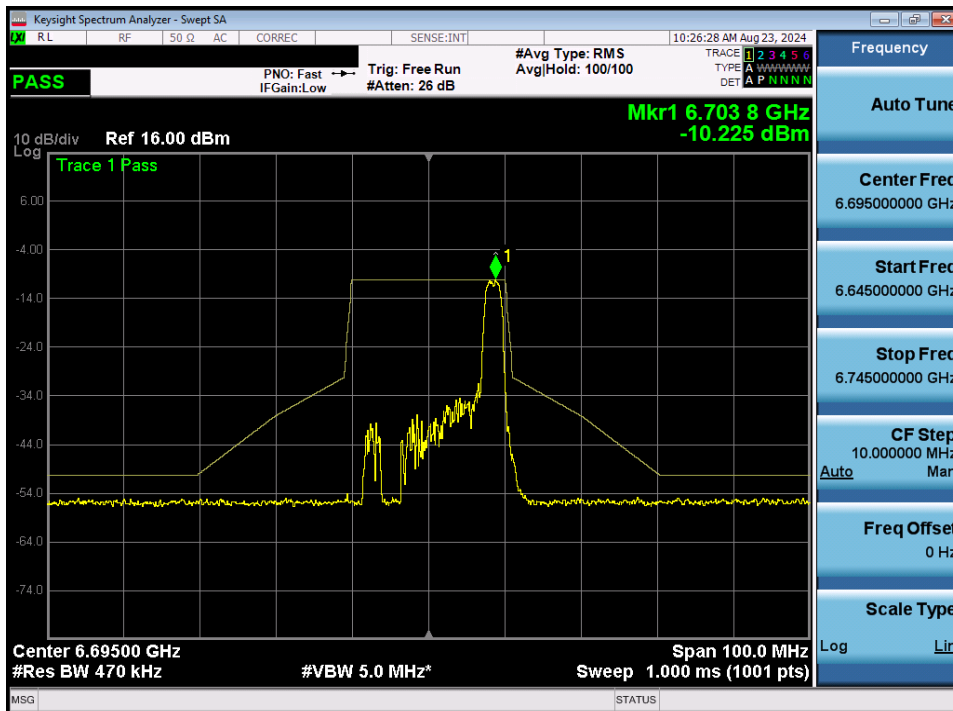 Keysight Spectrum Analyzer - Swept SA
LXI RL RF 50 Ω AC CORREC SENSE:INT 10:26:28 AM Aug 23, 2024
PASS
PNO: Fast
IFGain:Low
Trig: Free Run
#Atten: 26 dB
#Avg Type: RMS
Avg|Hold: 100/100
TRACE 1 2 3 4 5 6
TYPE A WWWWW
DET A P N N N N
Mkr1 6.703 8 GHz
-10.225 dBm
10 dB/div
Log
Ref 16.00 dBm
Trace 1 Pass
6.00
-4.00
-14.0
-24.0
-34.0
-44.0
-54.0
-64.0
-74.0
1
Center 6.69500 GHz
#Res BW 470 kHz
#VBW 5.0 MHz*
Span 100.0 MHz
Sweep 1.000 ms (1001 pts)
MSG
STATUS
Frequency
Auto Tune
Center Freq
6.695000000 GHz
Start Freq
6.645000000 GHz
Stop Freq
6.745000000 GHz
CF Step
10.000000 MHz
Auto Man
Freq Offset
0 Hz
Scale Type
Log Lin